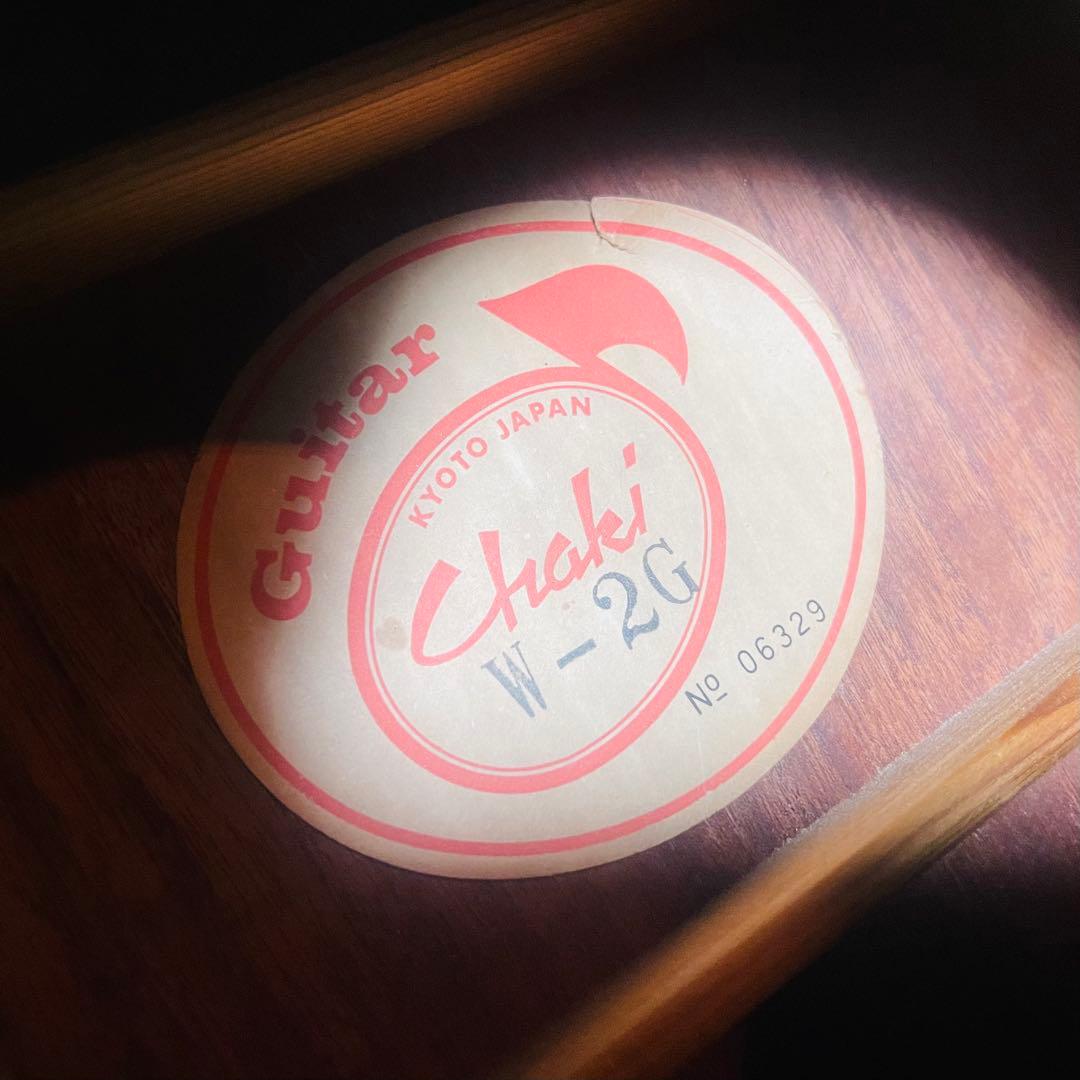 Guitar
KYOTO JAPAN
Chaki
W-2G
No 06329